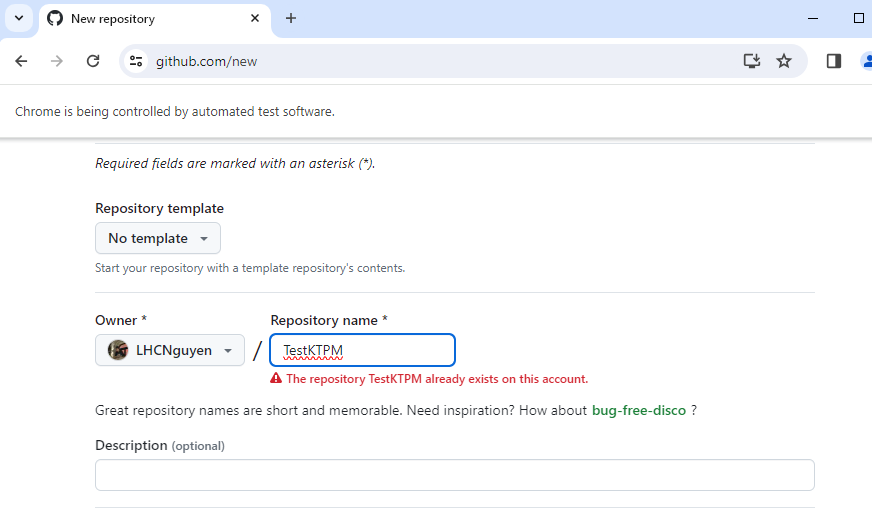 New repository
github.com/new
Chrome is being controlled by automated test software.
Required fields are marked with an asterisk (*).
Repository template
No template
Start your repository with a template repository's contents.
Owner * Repository name *
LHCNguyen / TestKTPM
The repository TestKTPM already exists on this account.
Great repository names are short and memorable. Need inspiration? How about bug-free-disco ?
Description (optional)